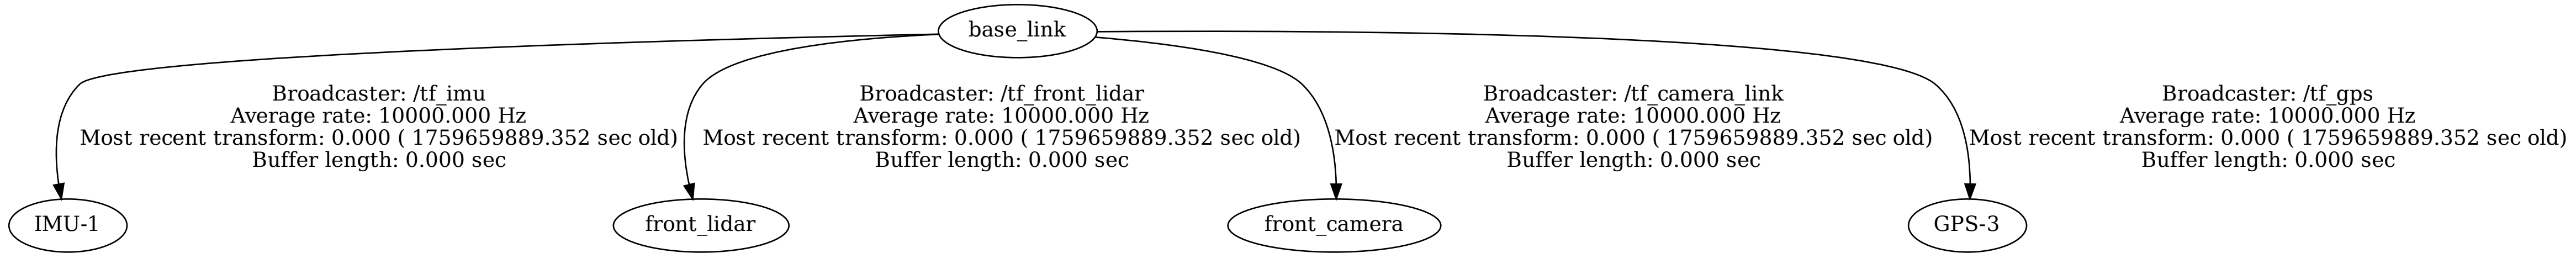 base_link
Broadcaster: /tf_imu
Average rate: 10000.000 Hz
Most recent transform: 0.000 ( 1759659889.352 sec old)
Buffer length: 0.000 sec
Broadcaster: /tf_front_lidar
Average rate: 10000.000 Hz
Most recent transform: 0.000 ( 1759659889.352 sec old)
Buffer length: 0.000 sec
Broadcaster: /tf_camera_link
Average rate: 10000.000 Hz
Most recent transform: 0.000 ( 1759659889.352 sec old)
Buffer length: 0.000 sec
Broadcaster: /tf_gps
Average rate: 10000.000 Hz
Most recent transform: 0.000 ( 1759659889.352 sec old)
Buffer length: 0.000 sec
IMU-1
front_lidar
front_camera
GPS-3